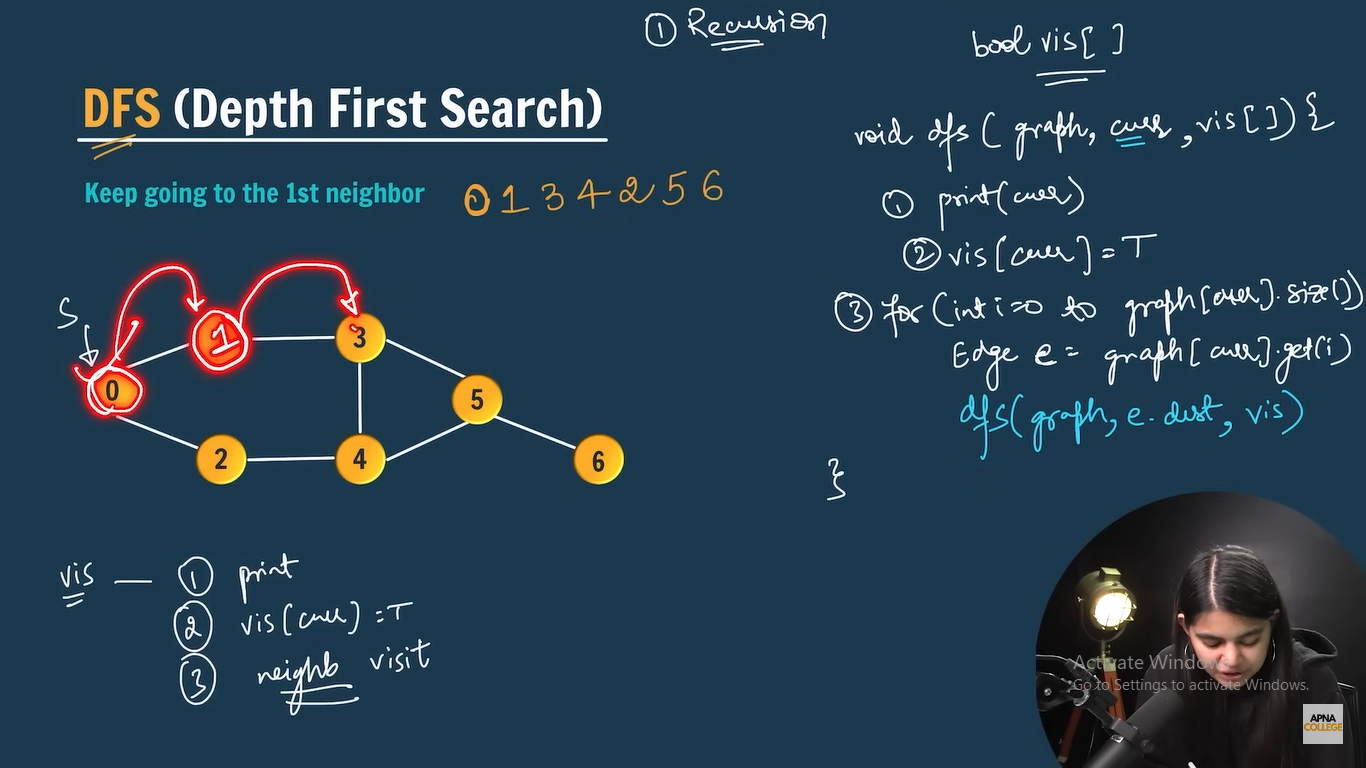 ① Recursion
bool vis[ ]
DFS (Depth First Search)
void dfs ( graph, curr, vis[ ]) {
Keep going to the 1st neighbor
0 1 3 4 2 5 6
① print(curr)
② vis[curr] = T
③ for (int i=0 to graph[curr].size())
Edge e = graph[curr].get(i)
dfs(graph, e.dest, vis)
}
S
0
1
3
5
2
4
6
vis — ① print
② vis[curr] = T
③ neighb visit
Activate Windows
Go to Settings to activate Windows.
APNA
COLLEGE